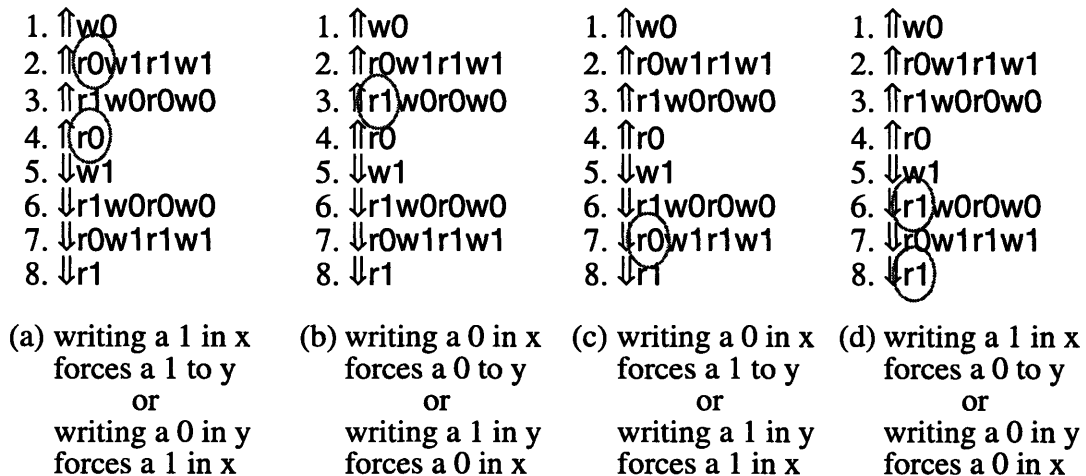 1. ⇑w0
2. ⇑r0w1r1w1
3. ⇑r1w0r0w0
4. ⇑r0
5. ⇓w1
6. ⇓r1w0r0w0
7. ⇓r0w1r1w1
8. ⇓r1
(a) writing a 1 in x
forces a 1 to y
or
writing a 0 in y
forces a 1 in x
1. ⇑w0
2. ⇑r0w1r1w1
3. ⇑r1w0r0w0
4. ⇑r0
5. ⇓w1
6. ⇓r1w0r0w0
7. ⇓r0w1r1w1
8. ⇓r1
(b) writing a 0 in x
forces a 0 to y
or
writing a 1 in y
forces a 0 in x
1. ⇑w0
2. ⇑r0w1r1w1
3. ⇑r1w0r0w0
4. ⇑r0
5. ⇓w1
6. ⇓r1w0r0w0
7. ⇓r0w1r1w1
8. ⇓r1
(c) writing a 0 in x
forces a 1 to y
or
writing a 1 in y
forces a 1 in x
1. ⇑w0
2. ⇑r0w1r1w1
3. ⇑r1w0r0w0
4. ⇑r0
5. ⇓w1
6. ⇓r1w0r0w0
7. ⇓r0w1r1w1
8. ⇓r1
(d) writing a 1 in x
forces a 0 to y
or
writing a 0 in y
forces a 0 in x